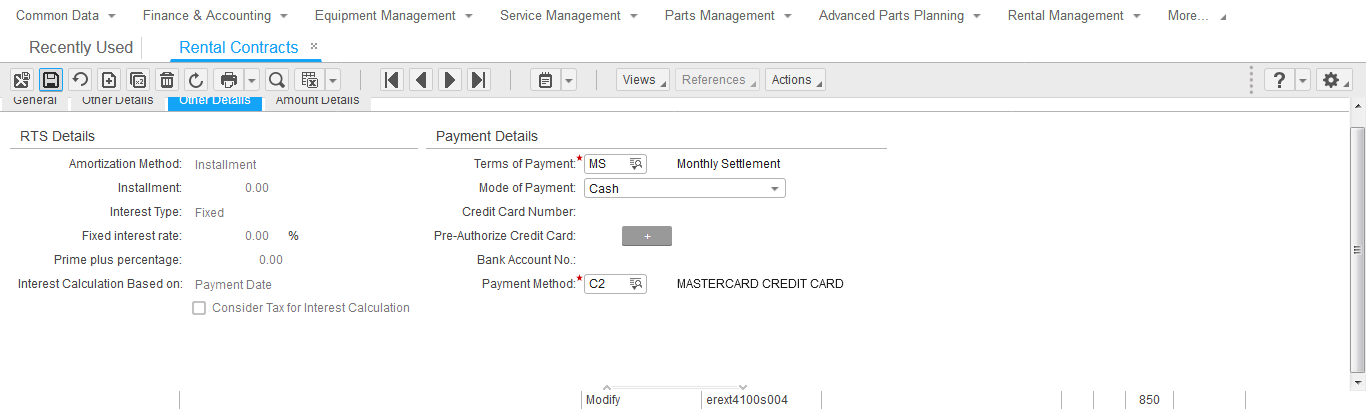 Common Data Finance & Accounting Equipment Management Service Management Parts Management Advanced Parts Planning Rental Management More...
Recently Used Rental Contracts ×
x2 Views References Actions ?
General Other Details Other Details Amount Details
RTS Details Payment Details
Amortization Method: Installment Terms of Payment:* MS Monthly Settlement
Installment: 0.00 Mode of Payment: Cash
Interest Type: Fixed Credit Card Number:
Fixed interest rate: 0.00 % Pre-Authorize Credit Card: +
Prime plus percentage: 0.00 Bank Account No.:
Interest Calculation Based on: Payment Date Payment Method:* C2 MASTERCARD CREDIT CARD
Consider Tax for Interest Calculation
Modify erext4100s004 850